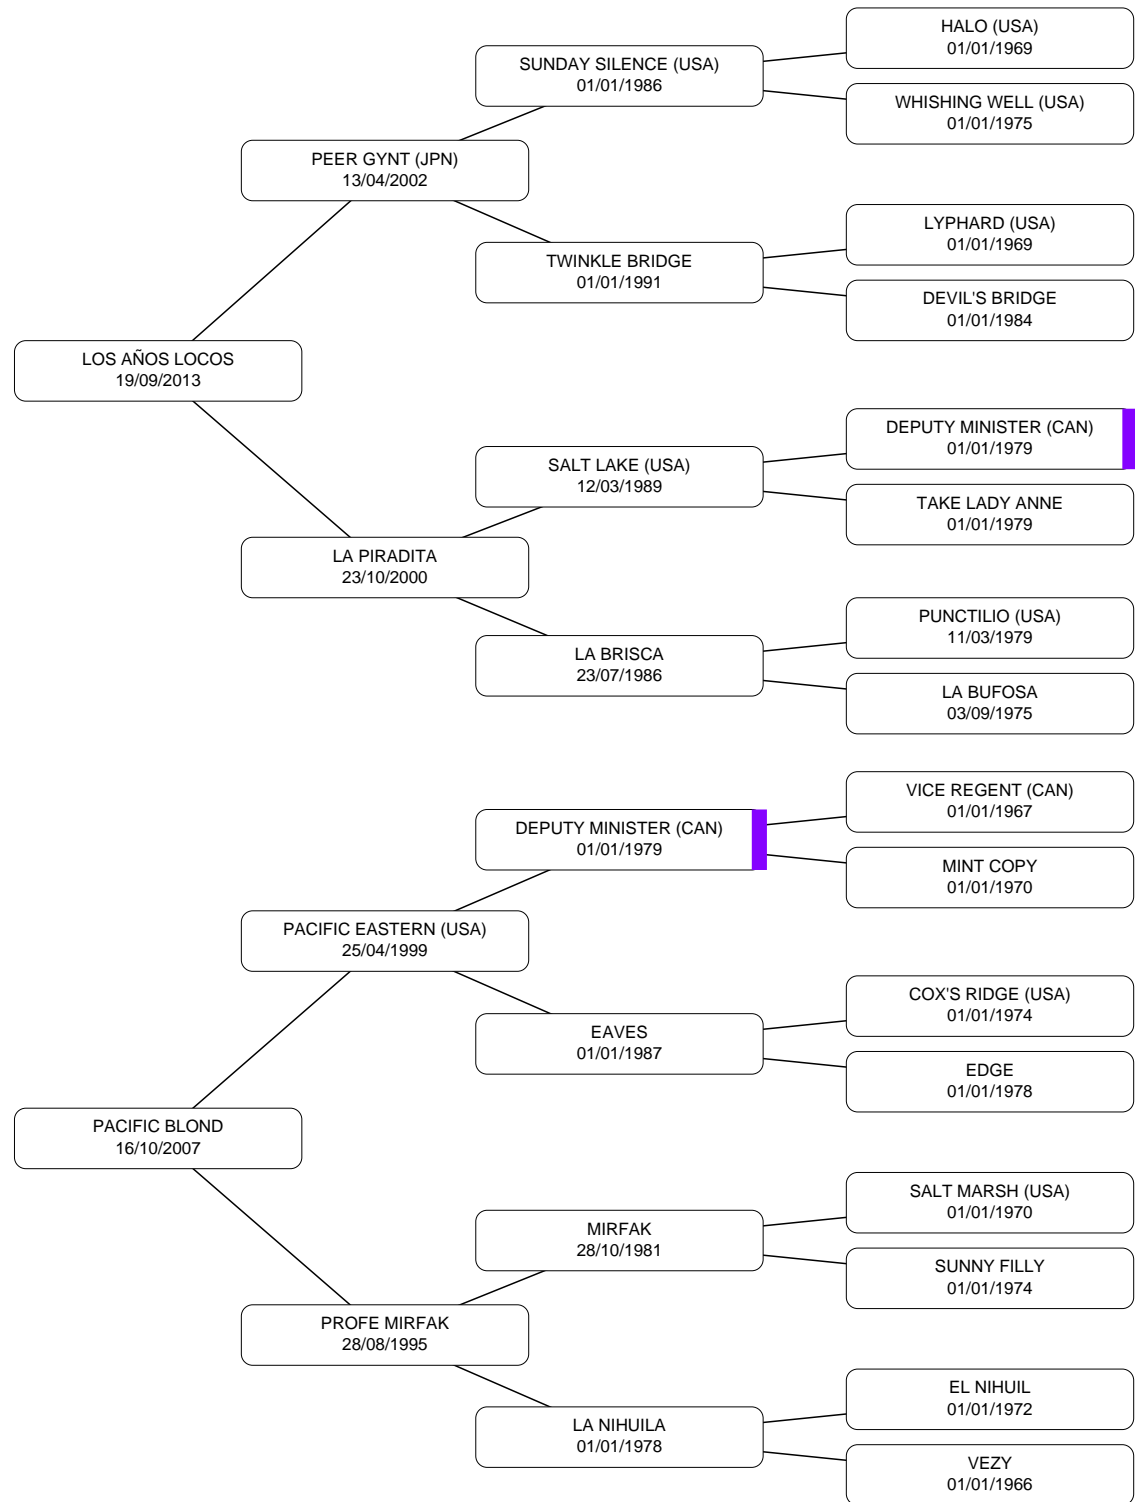 HALO (USA)
01/01/1969
SUNDAY SILENCE (USA)
01/01/1986
WHISHING WELL (USA)
01/01/1975
PEER GYNT (JPN)
13/04/2002
LYPHARD (USA)
01/01/1969
TWINKLE BRIDGE
01/01/1991
DEVIL'S BRIDGE
01/01/1984
LOS AÑOS LOCOS
19/09/2013
DEPUTY MINISTER (CAN)
01/01/1979
SALT LAKE (USA)
12/03/1989
TAKE LADY ANNE
01/01/1979
LA PIRADITA
23/10/2000
PUNCTILIO (USA)
11/03/1979
LA BRISCA
23/07/1986
LA BUFOSA
03/09/1975
VICE REGENT (CAN)
01/01/1967
DEPUTY MINISTER (CAN)
01/01/1979
MINT COPY
01/01/1970
PACIFIC EASTERN (USA)
25/04/1999
COX'S RIDGE (USA)
01/01/1974
EAVES
01/01/1987
EDGE
01/01/1978
PACIFIC BLOND
16/10/2007
SALT MARSH (USA)
01/01/1970
MIRFAK
28/10/1981
SUNNY FILLY
01/01/1974
PROFE MIRFAK
28/08/1995
EL NIHUIL
01/01/1972
LA NIHUILA
01/01/1978
VEZY
01/01/1966